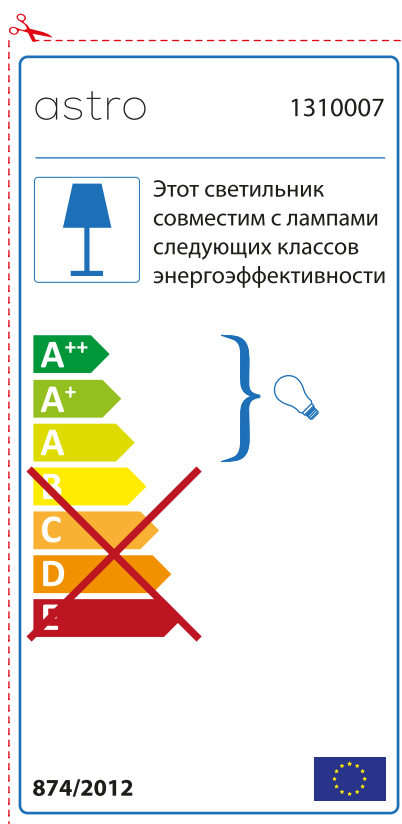 astro
1310007
Этот светильник
совместим с лампами
следующих классов
энергоэффективности
A++
A+
A
B
C
D
E
874/2012